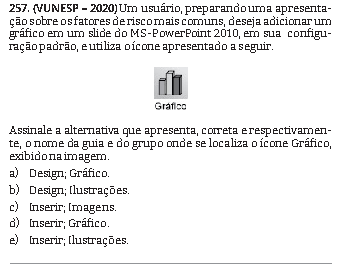 257. (VUNESP – 2020) Um usuário, preparando uma apresenta-
ção sobre os fatores de risco mais comuns, deseja adicionar um
gráfico em um slide do MS-PowerPoint 2010, em sua configu-
ração padrão, e utiliza o ícone apresentado a seguir.
Gráfico
Assinale a alternativa que apresenta, correta e respectivamen-
te, o nome da guia e do grupo onde se localiza o ícone Gráfico,
exibido na imagem.
a) Design; Gráfico.
b) Design; Ilustrações.
c) Inserir; Imagens.
d) Inserir; Gráfico.
e) Inserir; Ilustrações.